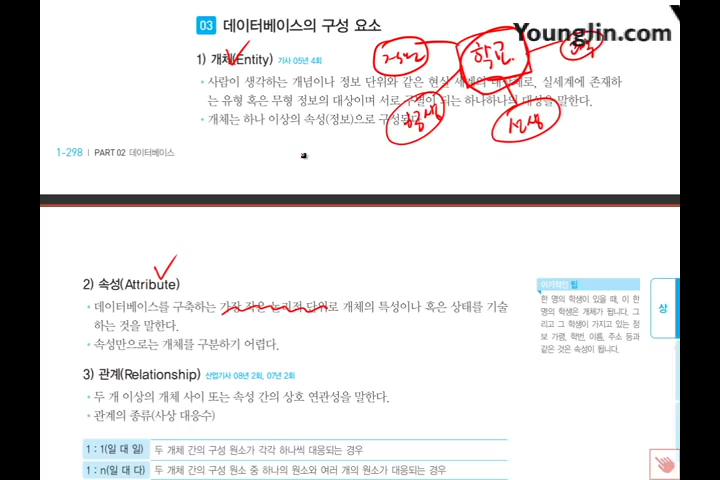 03 데이터베이스의 구성 요소
Younglin.com
1) 개체(Entity) 기사 05년 4회
학교
학생
선생
· 사람이 생각하는 개념이나 정보 단위와 같은 현실 세계의 대상체로, 실세계에 존재하
는 유형 혹은 무형 정보의 대상이며 서로 구별이 되는 하나하나의 대상을 말한다.
· 개체는 하나 이상의 속성(정보)으로 구성된다.
1-298 | PART 02 데이터베이스
2) 속성(Attribute)
· 데이터베이스를 구축하는 가장 작은 논리적 단위로 개체의 특성이나 혹은 상태를 기술
하는 것을 말한다.
· 속성만으로는 개체를 구분하기 어렵다.
이기적인 팁
한 명의 학생이 있을 때, 이 한
명의 학생은 개체가 됩니다. 그
리고 그 학생이 가지고 있는 정
보 가령, 학번, 이름, 주소 등과
같은 것은 속성이 됩니다.
상
3) 관계(Relationship) 산업기사 08년 2회, 07년 2회
· 두 개 이상의 개체 사이 또는 속성 간의 상호 연관성을 말한다.
· 관계의 종류(사상 대응수)
1 : 1(일 대 일) 두 개체 간의 구성 원소가 각각 하나씩 대응되는 경우
1 : n(일 대 다) 두 개체 간의 구성 원소 중 하나의 원소와 여러 개의 원소가 대응되는 경우